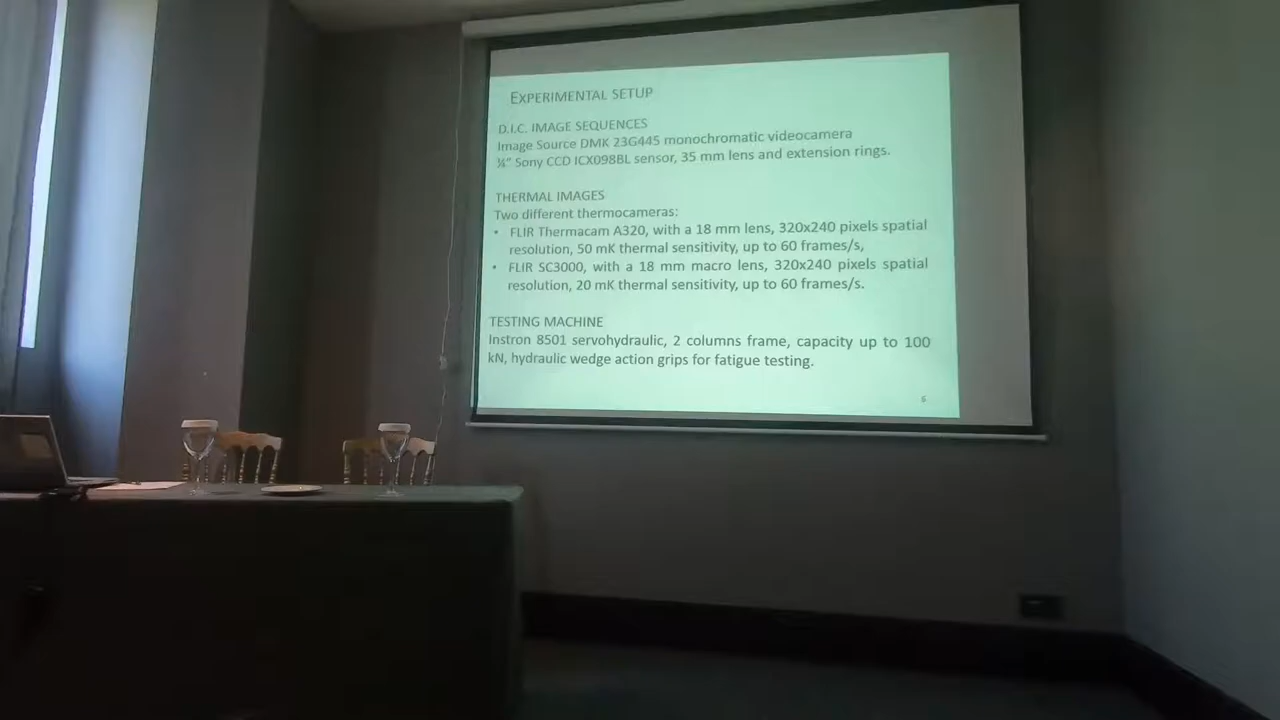 EXPERIMENTAL SETUP
D.I.C. IMAGE SEQUENCES
Image Source DMK 23G445 monochromatic videocamera
¼" Sony CCD ICX098BL sensor, 35 mm lens and extension rings.
THERMAL IMAGES
Two different thermocameras:
• FLIR Thermacam A320, with a 18 mm lens, 320x240 pixels spatial
resolution, 50 mK thermal sensitivity, up to 60 frames/s,
• FLIR SC3000, with a 18 mm macro lens, 320x240 pixels spatial
resolution, 20 mK thermal sensitivity, up to 60 frames/s.
TESTING MACHINE
Instron 8501 servohydraulic, 2 columns frame, capacity up to 100
kN, hydraulic wedge action grips for fatigue testing.